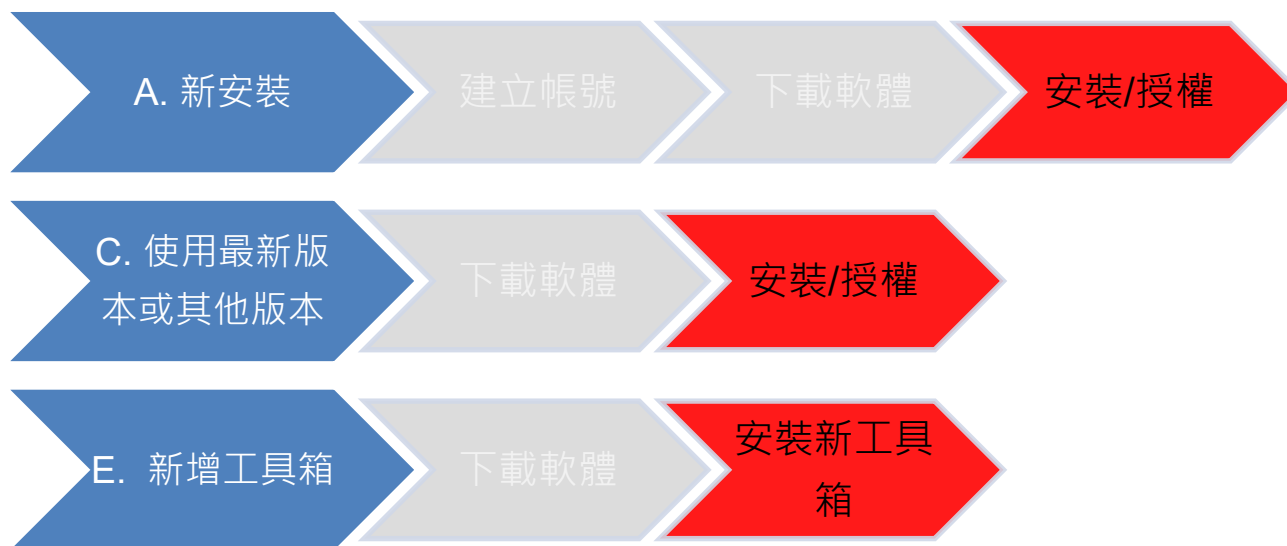 A. 新安裝
建立帳號
下載軟體
安裝/授權
C. 使用最新版
本或其他版本
下載軟體
安裝/授權
E. 新增工具箱
下載軟體
安裝新工具
箱